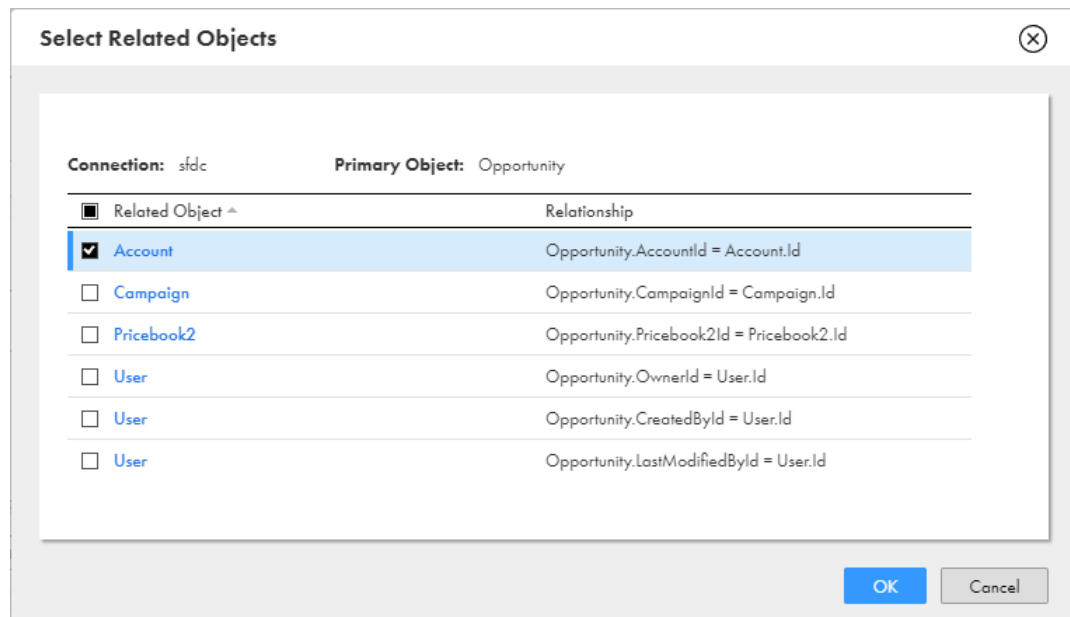 Select Related Objects
Connection: sfdc Primary Object: Opportunity
Related Object Relationship
Account Opportunity.AccountId = Account.Id
Campaign Opportunity.CampaignId = Campaign.Id
Pricebook2 Opportunity.Pricebook2Id = Pricebook2.Id
User Opportunity.OwnerId = User.Id
User Opportunity.CreatedById = User.Id
User Opportunity.LastModifiedById = User.Id
OK Cancel